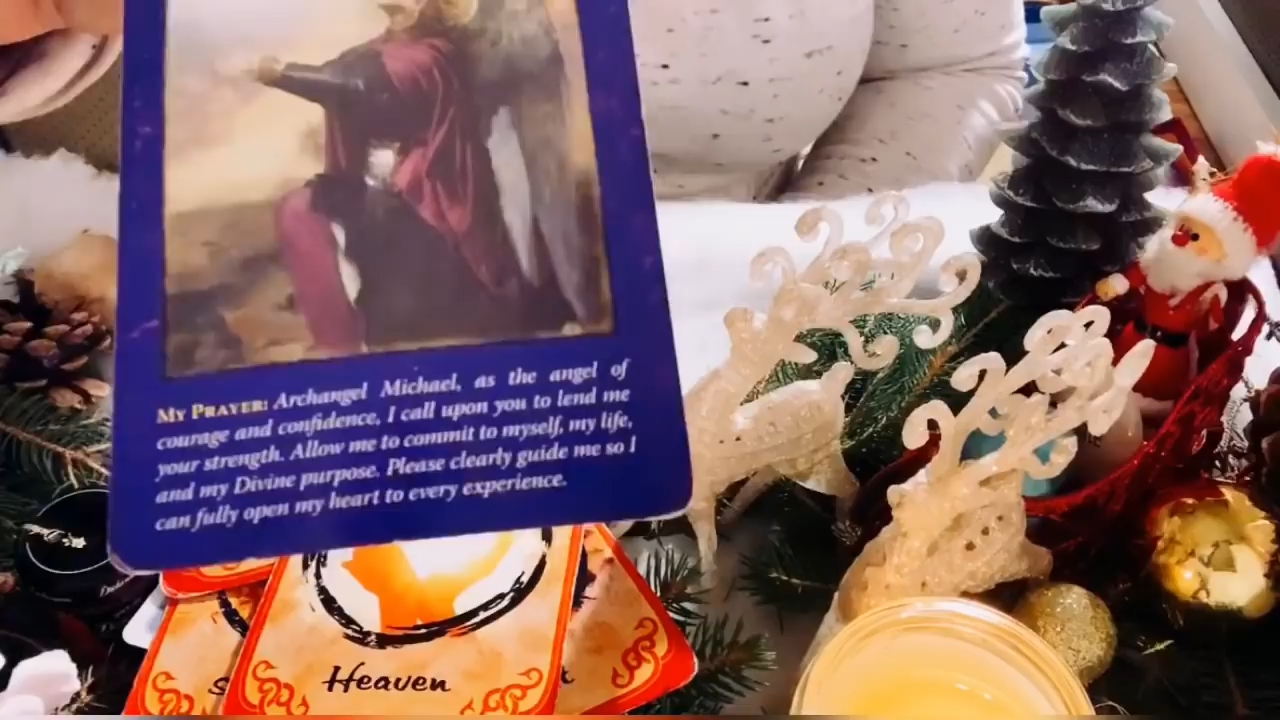 MY PRAYER: Archangel Michael, as the angel of
courage and confidence, I call upon you to lend me
your strength. Allow me to commit to myself, my life,
and my Divine purpose. Please clearly guide me so I
can fully open my heart to every experience.
Heaven